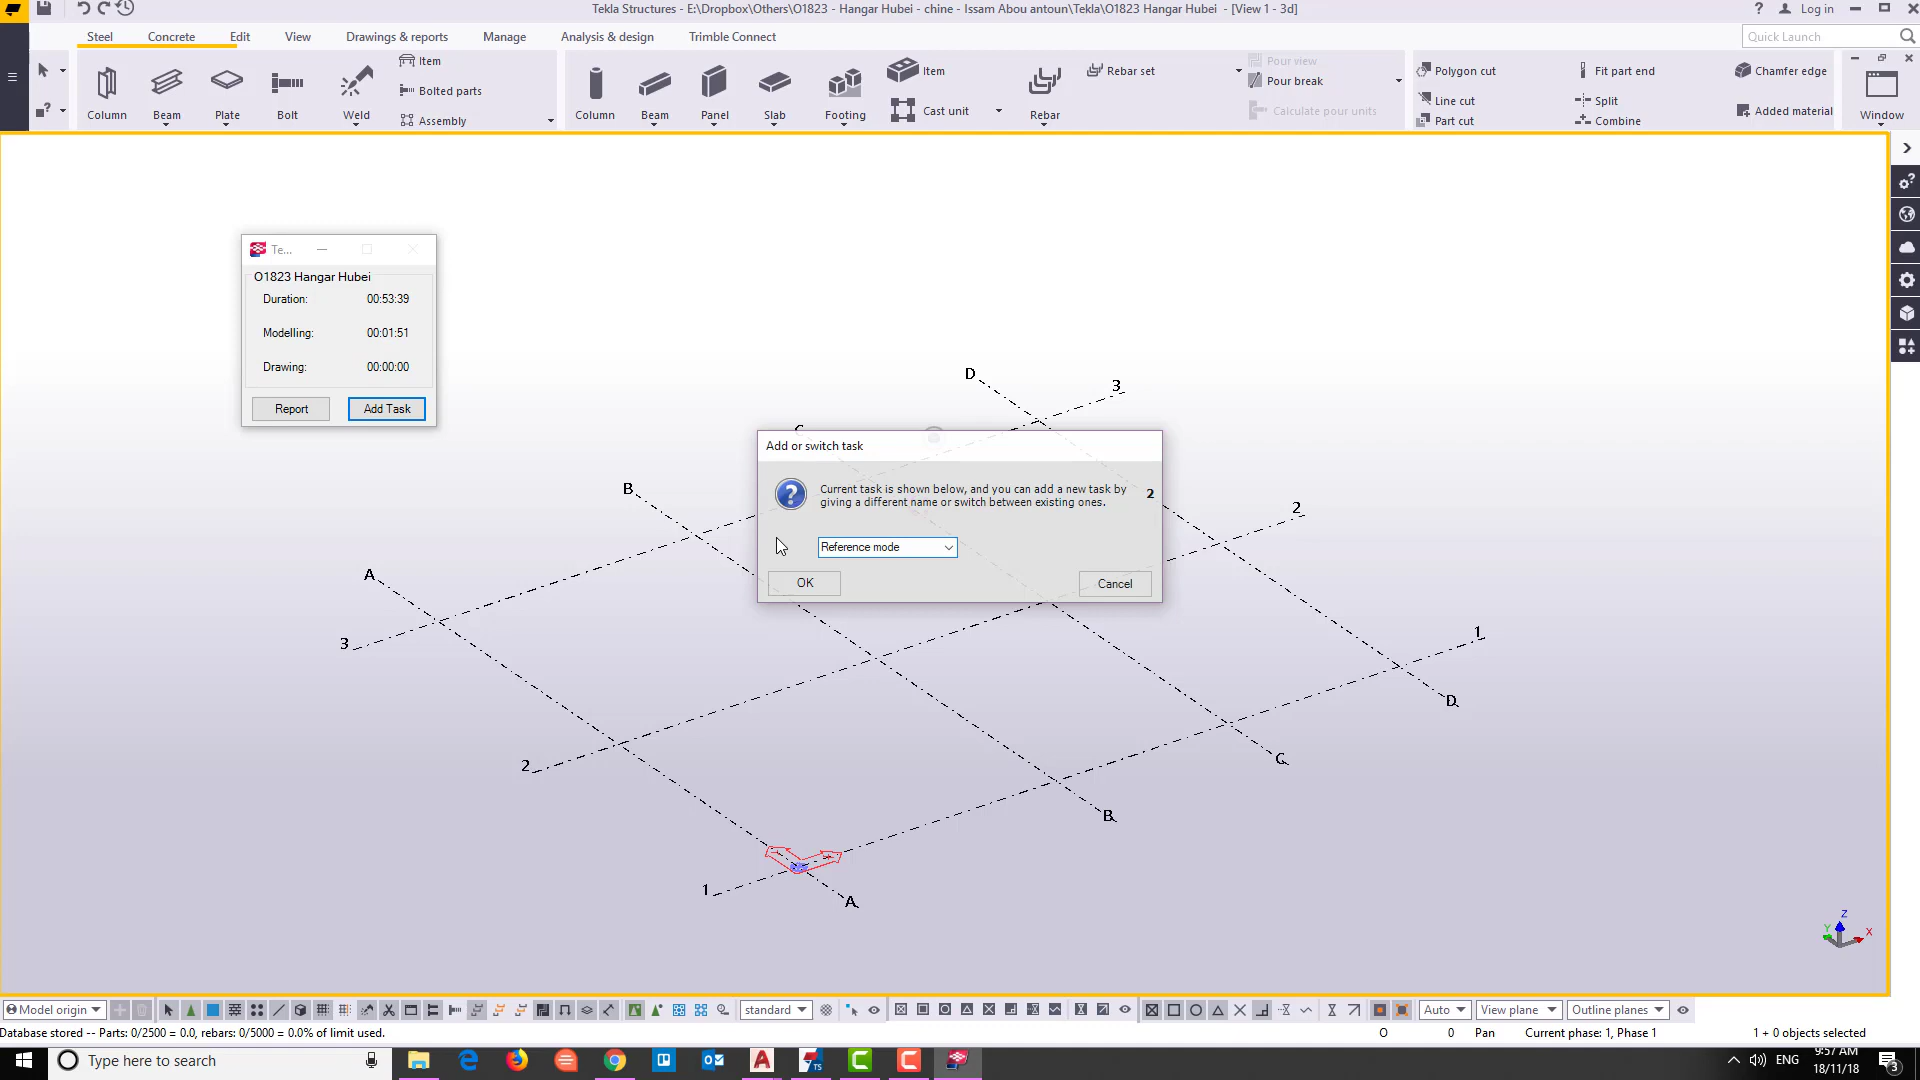 Tekla Structures - E:\Dropbox\Others\O1823 - Hangar Hubei - chine - Issam Abou antoun\Tekla\O1823 Hangar Hubei - [View 1 - 3d]
? Log in
Steel Concrete Edit View Drawings & reports Manage Analysis & design Trimble Connect
Quick Launch
Column Beam Plate Bolt Weld
Item
Bolted parts
Assembly
Column Beam Panel Slab Footing
Item
Cast unit
Rebar
Rebar set
Pour view
Pour break
Calculate pour units
Polygon cut
Line cut
Part cut
Fit part end
Split
Combine
Chamfer edge
Added material
Window
Te...
O1823 Hangar Hubei
Duration: 00:53:39
Modelling: 00:01:51
Drawing: 00:00:00
Report Add Task
D
3
C
Add or switch task
Current task is shown below, and you can add a new task by
giving a different name or switch between existing ones.
2
Reference mode
OK Cancel
B
2
A
3
1
D
2
C
B
1
A
Z
Y
X
Model origin standard Auto View plane Outline planes
Database stored -- Parts: 0/2500 = 0.0, rebars: 0/5000 = 0.0% of limit used.
O 0 Pan Current phase: 1, Phase 1 1 + 0 objects selected
Type here to search
ENG
9:57 AM
18/11/18
3